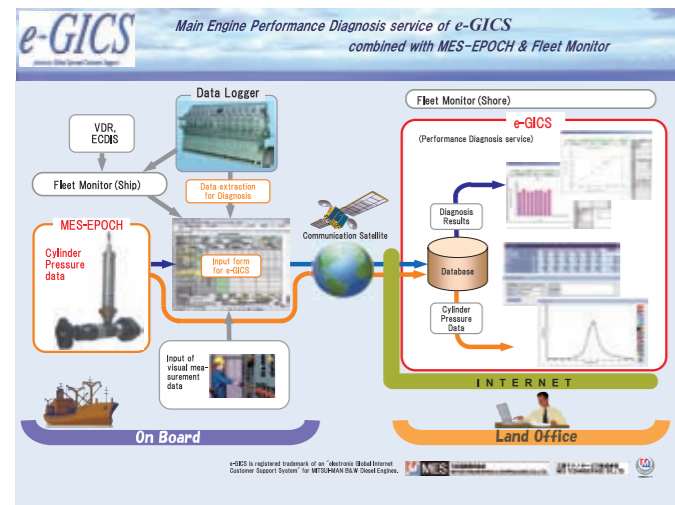 e-GICS
Main Engine Performance Diagnosis service of e-GICS
combined with MES-EPOCH & Fleet Monitor
Data Logger
VDR,
ECDIS
Fleet Monitor (Ship)
Data extraction
for Diagnosis
MES-EPOCH
Cylinder
Pressure
data
Input form
for e-GICS
Input of
visual mea-
surement
data
Communication Satellite
Fleet Monitor (Shore)
e-GICS
(Performance Diagnosis service)
Diagnosis
Results
Database
Cylinder
Pressure
Data
INTERNET
On Board
Land Office
e-GICS is registered trademark of an "electronic Global Internet
Customer Support System" for MITSUI-MAN B&W Diesel Engines.
MES